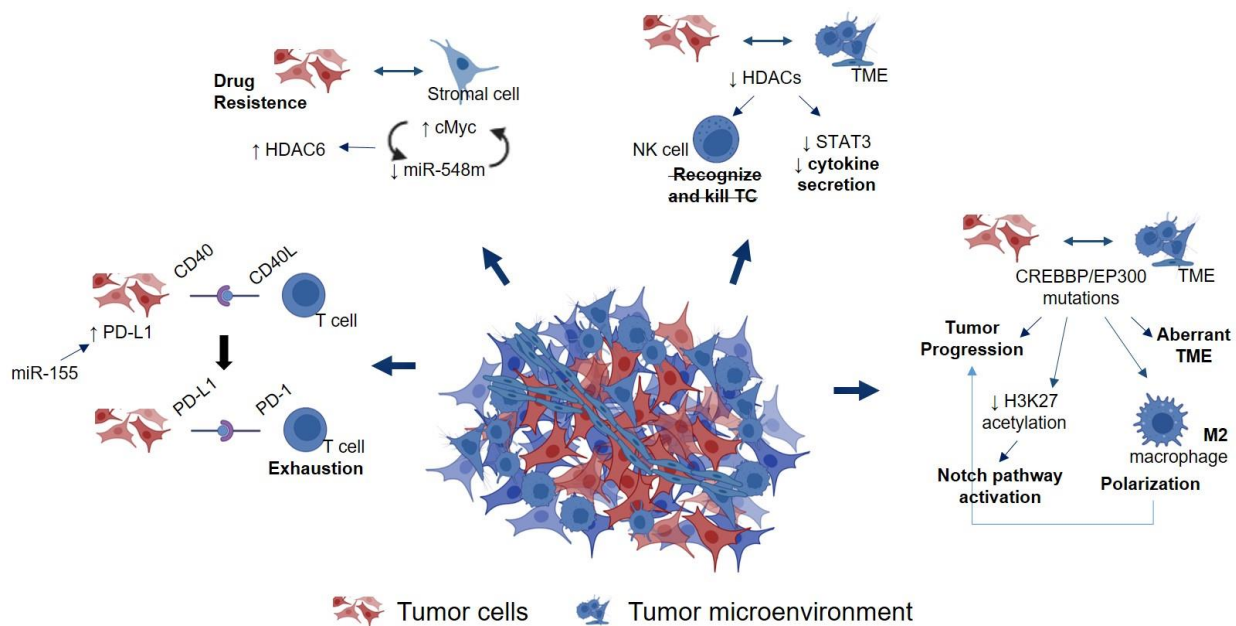 Drug
Resistence
Stromal cell
↑ cMyc
↑ HDAC6
↓ miR-548m
TME
↓ HDACs
NK cell
Recognize
and kill TC
↓ STAT3
↓ cytokine
secretion
CD40
CD40L
T cell
↑ PD-L1
miR-155
PD-L1
PD-1
T cell
Exhaustion
TME
CREBBP/EP300
mutations
Tumor
Progression
Aberrant
TME
↓ H3K27
acetylation
Notch pathway
activation
M2
macrophage
Polarization
Tumor cells
Tumor microenvironment